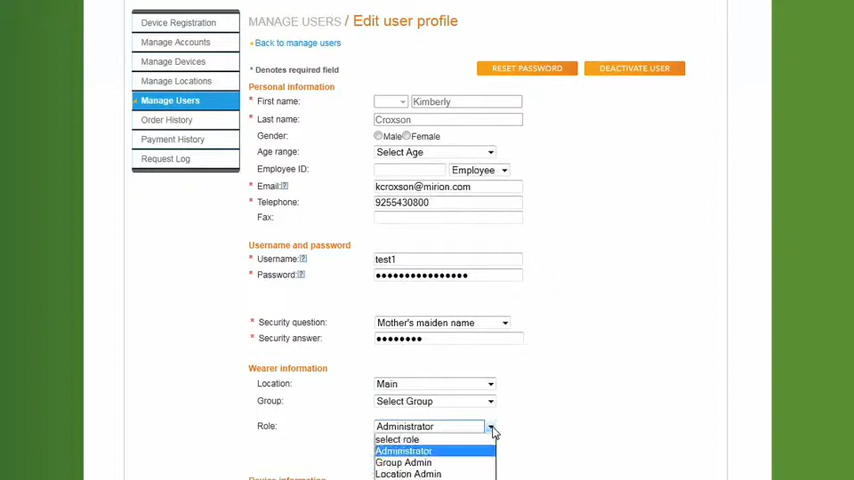 Device Registration
Manage Accounts
Manage Devices
Manage Locations
Manage Users
Order History
Payment History
Request Log
MANAGE USERS / Edit user profile
Back to manage users
* Denotes required field
RESET PASSWORD
DEACTIVATE USER
Personal information
* First name: Kimberly
* Last name: Croxson
Gender: Male Female
Age range: Select Age
Employee ID: Employee
* Email:[?] kcroxson@mirion.com
* Telephone: 9255430800
Fax:
Username and password
* Username:[?] test1
* Password:[?] ••••••••••••••••
* Security question: Mother's maiden name
* Security answer: ••••••••
Wearer information
Location: Main
Group: Select Group
Role: Administrator
select role
Administrator
Group Admin
Location Admin